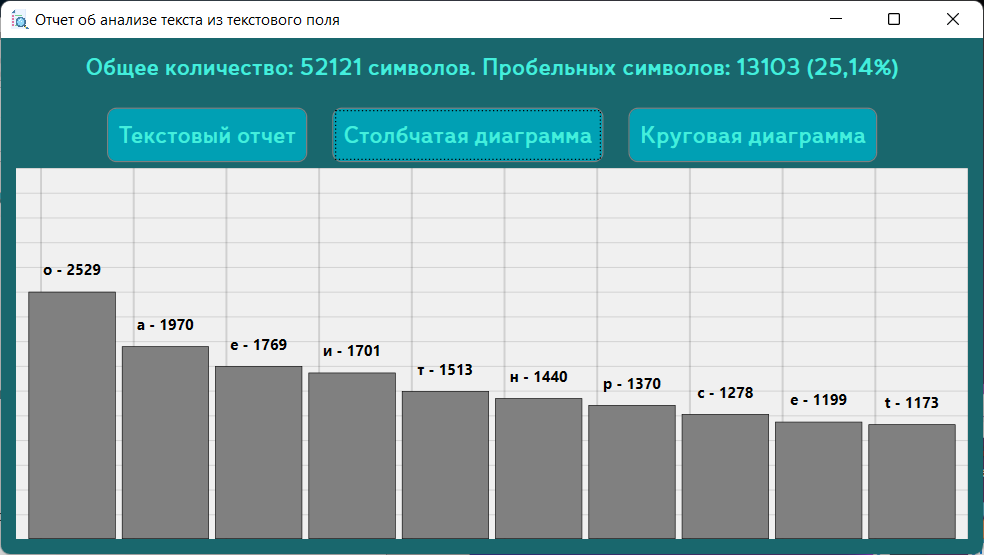 Отчет об анализе текста из текстового поля
Общее количество: 52121 символов. Пробельных символов: 13103 (25,14%)
Текстовый отчет
Столбчатая диаграмма
Круговая диаграмма
о - 2529
а - 1970
е - 1769
и - 1701
т - 1513
н - 1440
р - 1370
с - 1278
e - 1199
t - 1173